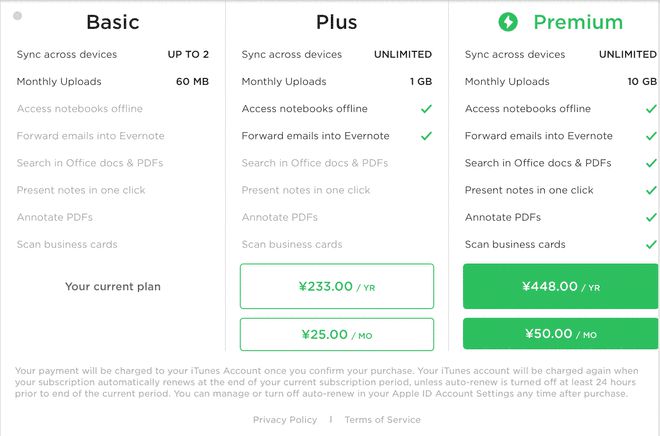 Basic
Sync across devices UP TO 2
Monthly Uploads 60 MB
Access notebooks offline
Forward emails into Evernote
Search in Office docs & PDFs
Present notes in one click
Annotate PDFs
Scan business cards
Your current plan
Plus
Sync across devices UNLIMITED
Monthly Uploads 1 GB
Access notebooks offline
Forward emails into Evernote
Search in Office docs & PDFs
Present notes in one click
Annotate PDFs
Scan business cards
¥233.00 / YR
¥25.00 / MO
Premium
Sync across devices UNLIMITED
Monthly Uploads 10 GB
Access notebooks offline
Forward emails into Evernote
Search in Office docs & PDFs
Present notes in one click
Annotate PDFs
Scan business cards
¥448.00 / YR
¥50.00 / MO
Your payment will be charged to your iTunes Account once you confirm your purchase. Your iTunes account will be charged again when
your subscription automatically renews at the end of your current subscription period, unless auto-renew is turned off at least 24 hours
prior to end of the current period. You can manage or turn off auto-renew in your Apple ID Account Settings any time after purchase.
Privacy Policy | Terms of Service